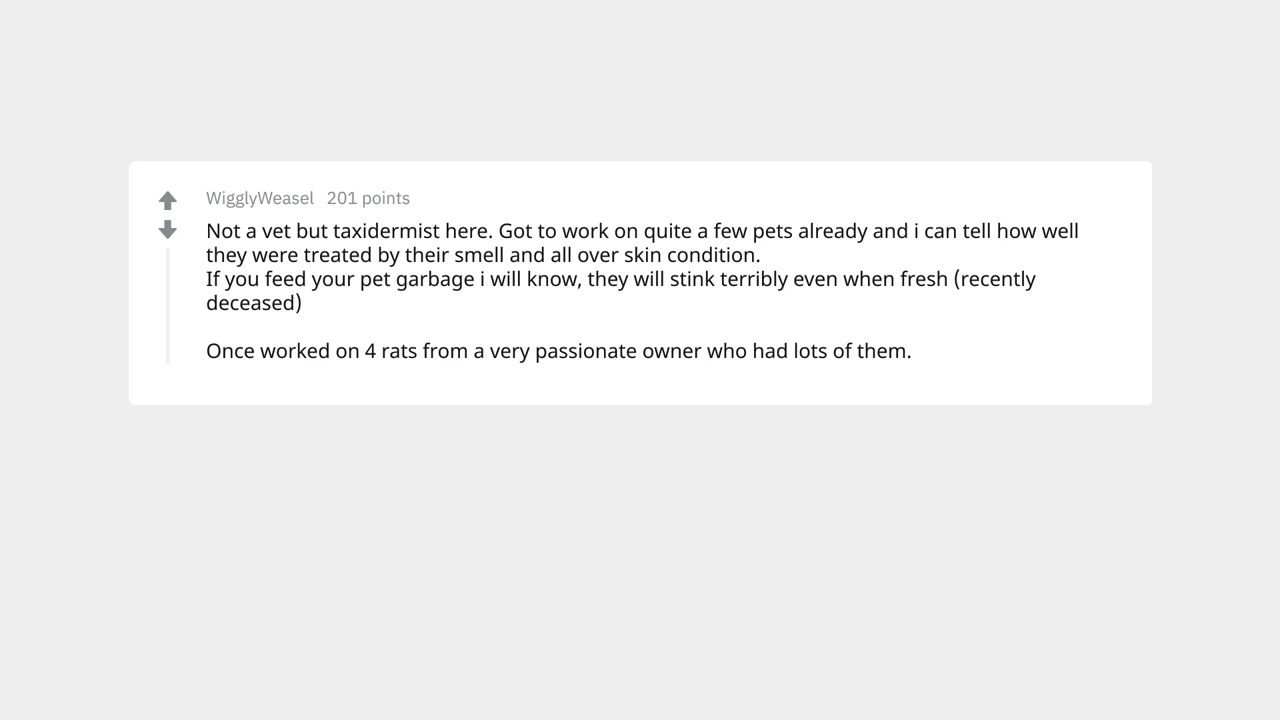 WigglyWeasel 201 points
Not a vet but taxidermist here. Got to work on quite a few pets already and i can tell how well
they were treated by their smell and all over skin condition.
If you feed your pet garbage i will know, they will stink terribly even when fresh (recently
deceased)
Once worked on 4 rats from a very passionate owner who had lots of them.